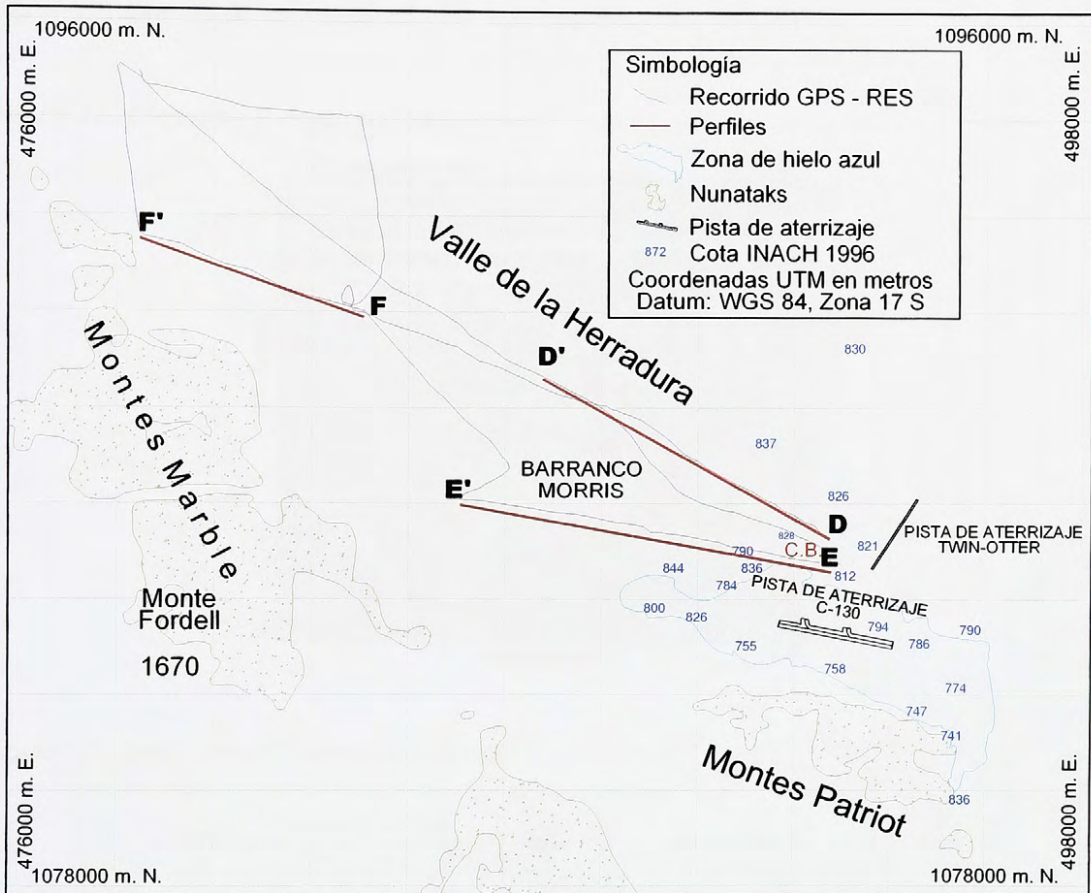 1096000 m. N.
1096000 m. N.
476000 m. E.
498000 m. E.
Simbología
Recorrido GPS - RES
Perfiles
Zona de hielo azul
Nunataks
Pista de aterrizaje
872 Cota INACH 1996
Coordenadas UTM en metros
Datum: WGS 84, Zona 17 S
F'
F
Valle de la Herradura
D'
830
837
Montes Marble
E'
BARRANCO
MORRIS
826
D
828
C.B.
E
821
PISTA DE ATERRIZAJE
TWIN-OTTER
790
844
836
812
784
PISTA DE ATERRIZAJE
C-130
Monte
Fordell
1670
800
826
794
790
786
755
758
774
747
741
Montes Patriot
836
476000 m. E.
498000 m. E.
1078000 m. N.
1078000 m. N.